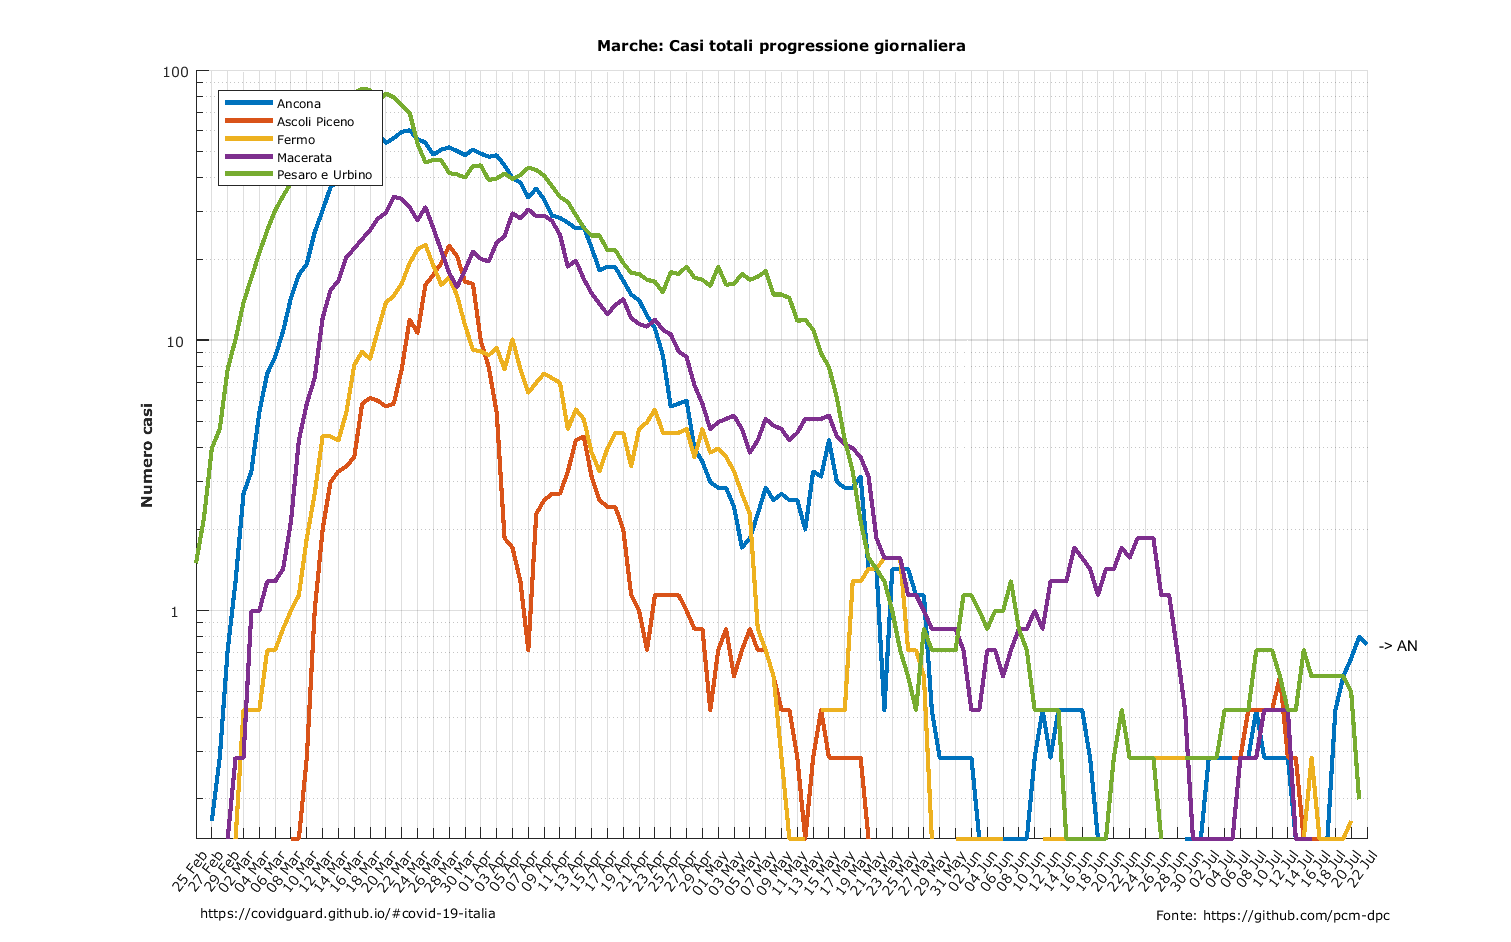 Marche: Casi totali progressione giornaliera
100
10
1
Numero casi
Ancona
Ascoli Piceno
Fermo
Macerata
Pesaro e Urbino
-> AN
25 Feb
27 Feb
29 Feb
02 Mar
04 Mar
06 Mar
08 Mar
10 Mar
12 Mar
14 Mar
16 Mar
18 Mar
20 Mar
22 Mar
24 Mar
26 Mar
28 Mar
30 Mar
01 Apr
03 Apr
05 Apr
07 Apr
09 Apr
11 Apr
13 Apr
15 Apr
17 Apr
19 Apr
21 Apr
23 Apr
25 Apr
27 Apr
29 Apr
01 May
03 May
05 May
07 May
09 May
11 May
13 May
15 May
17 May
19 May
21 May
23 May
25 May
27 May
29 May
31 May
02 Jun
04 Jun
06 Jun
08 Jun
10 Jun
12 Jun
14 Jun
16 Jun
18 Jun
20 Jun
22 Jun
24 Jun
26 Jun
28 Jun
30 Jun
02 Jul
04 Jul
06 Jul
08 Jul
10 Jul
12 Jul
14 Jul
16 Jul
18 Jul
20 Jul
22 Jul
https://covidguard.github.io/#covid-19-italia
Fonte: https://github.com/pcm-dpc